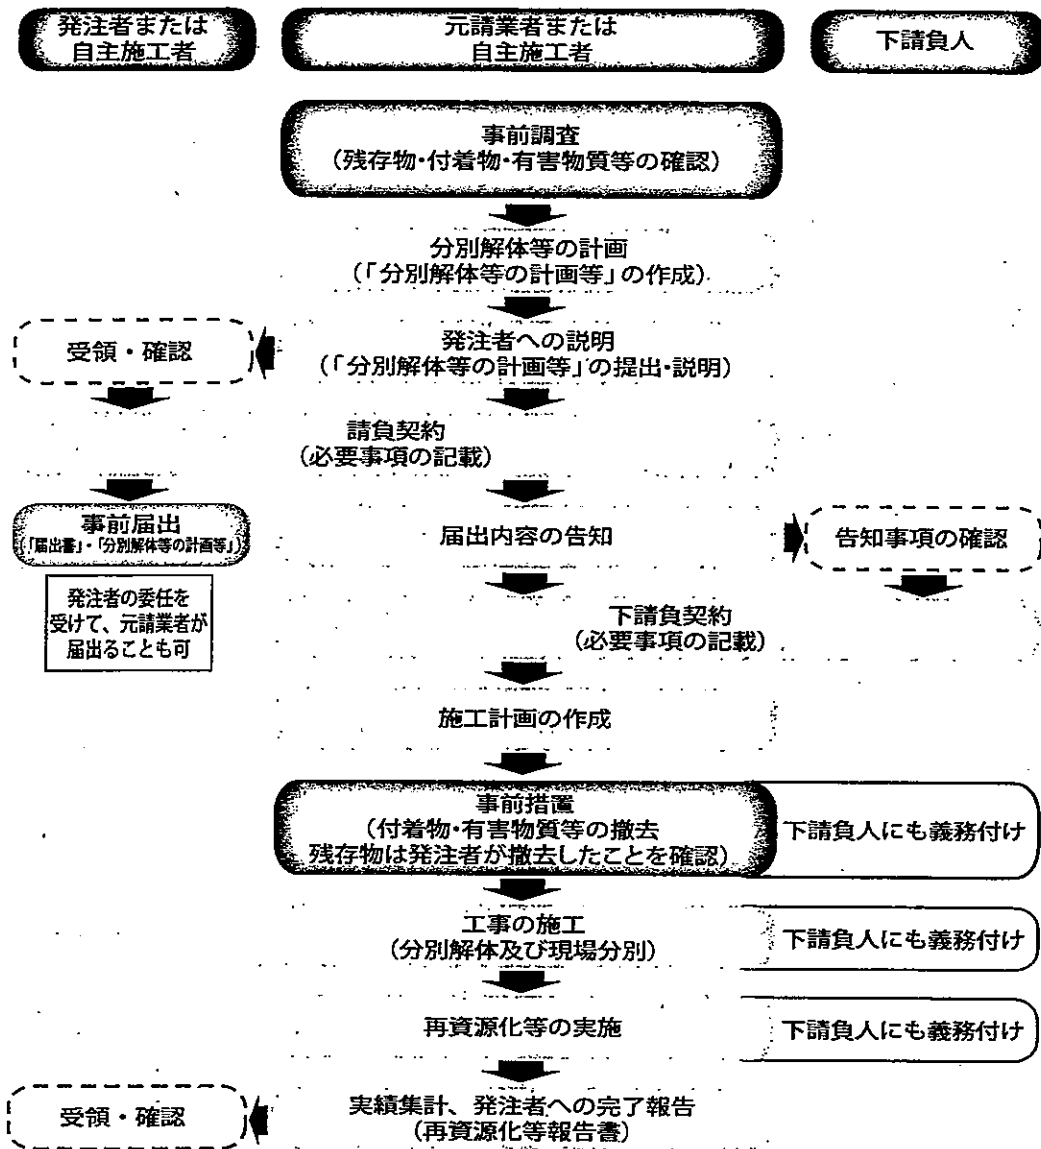 発注者または
自主施工者
元請業者または
自主施工者
下請負人
事前調査
(残存物・付着物・有害物質等の確認)
分別解体等の計画
(「分別解体等の計画等」の作成)
受領・確認
発注者への説明
(「分別解体等の計画等」の提出・説明)
請負契約
(必要事項の記載)
事前届出
(「届出書」・「分別解体等の計画等」)
届出内容の告知
告知事項の確認
発注者の委任を
受けて、元請業者が
届出ることも可
下請負契約
(必要事項の記載)
施工計画の作成
事前措置
(付着物・有害物質等の撤去
残存物は発注者が撤去したことを確認)
下請負人にも義務付け
工事の施工
(分別解体及び現場分別)
下請負人にも義務付け
再資源化等の実施
下請負人にも義務付け
受領・確認
実績集計、発注者への完了報告
(再資源化等報告書)